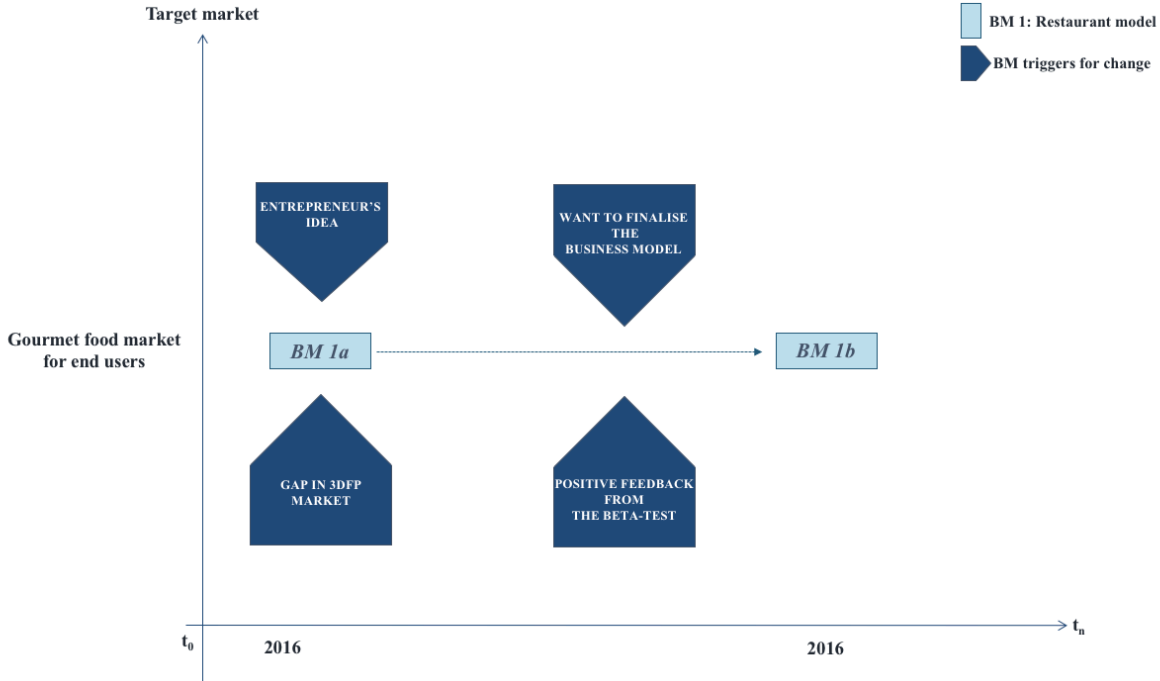 Target market
BM 1: Restaurant model
BM triggers for change
ENTREPRENEUR'S
IDEA
WANT TO FINALISE
THE
BUSINESS MODEL
Gourmet food market
for end users
BM 1a
BM 1b
GAP IN 3DFP
MARKET
POSITIVE FEEDBACK
FROM
THE BETA-TEST
t0
2016
2016
tn